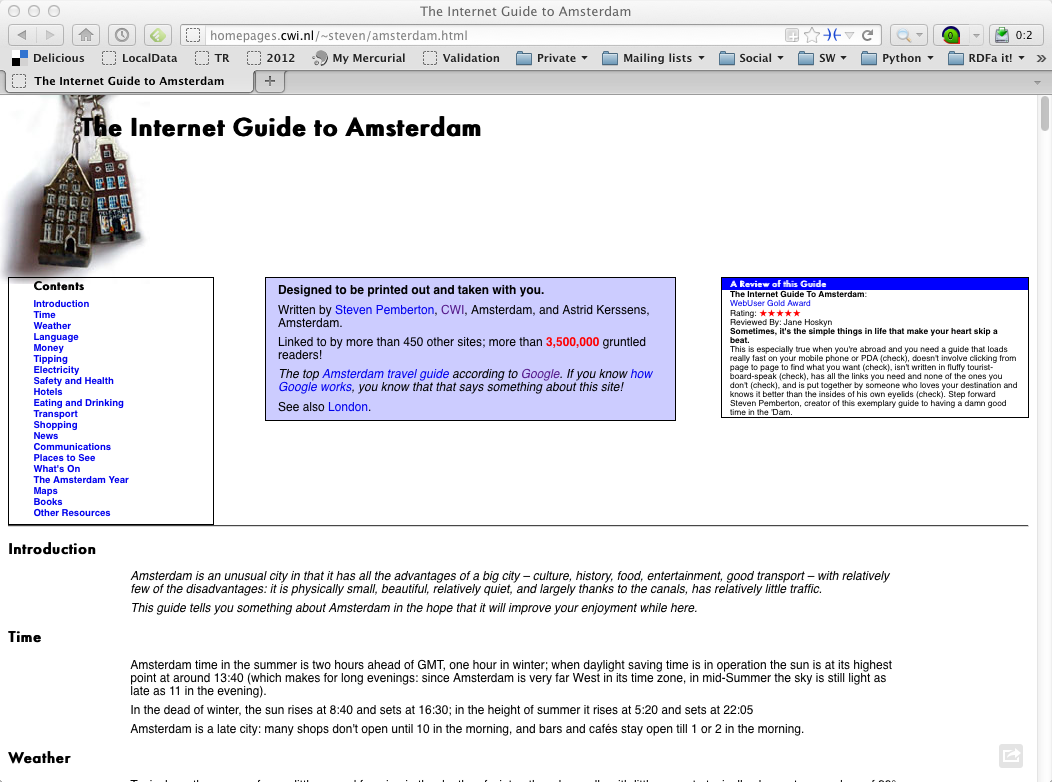 The Internet Guide to Amsterdam
homepages.cwi.nl/~steven/amsterdam.html
0:2
Delicious LocalData TR 2012 My Mercurial Validation Private Mailing lists Social SW Python RDFa it! »
The Internet Guide to Amsterdam
The Internet Guide to Amsterdam
Contents
Introduction
Time
Weather
Language
Money
Tipping
Electricity
Safety and Health
Hotels
Eating and Drinking
Transport
Shopping
News
Communications
Places to See
What's On
The Amsterdam Year
Maps
Books
Other Resources
Designed to be printed out and taken with you.
Written by Steven Pemberton, CWI, Amsterdam, and Astrid Kerssens,
Amsterdam.
Linked to by more than 450 other sites; more than 3,500,000 gruntled
readers!
The top Amsterdam travel guide according to Google. If you know how
Google works, you know that that says something about this site!
See also London.
A Review of this Guide
The Internet Guide To Amsterdam:
WebUser Gold Award
Rating: ★★★★★
Reviewed By: Jane Hoskyn
Sometimes, it's the simple things in life that make your heart skip a
beat.
This is especially true when you're abroad and you need a guide that loads
really fast on your mobile phone or PDA (check), doesn't involve clicking from
page to page to find what you want (check), isn't written in fluffy tourist-
board-speak (check), has all the links you need and none of the ones you
don't (check), and is put together by someone who loves your destination and
knows it better than the insides of his own eyelids (check). Step forward
Steven Pemberton, creator of this exemplary guide to having a damn good
time in the 'Dam.
Introduction
Amsterdam is an unusual city in that it has all the advantages of a big city – culture, history, food, entertainment, good transport – with relatively
few of the disadvantages: it is physically small, beautiful, relatively quiet, and largely thanks to the canals, has relatively little traffic.
This guide tells you something about Amsterdam in the hope that it will improve your enjoyment while here.
Time
Amsterdam time in the summer is two hours ahead of GMT, one hour in winter; when daylight saving time is in operation the sun is at its highest
point at around 13:40 (which makes for long evenings: since Amsterdam is very far West in its time zone, in mid-Summer the sky is still light as
late as 11 in the evening).
In the dead of winter, the sun rises at 8:40 and sets at 16:30; in the height of summer it rises at 5:20 and sets at 22:05
Amsterdam is a late city: many shops don't open until 10 in the morning, and bars and cafés stay open till 1 or 2 in the morning.
Weather